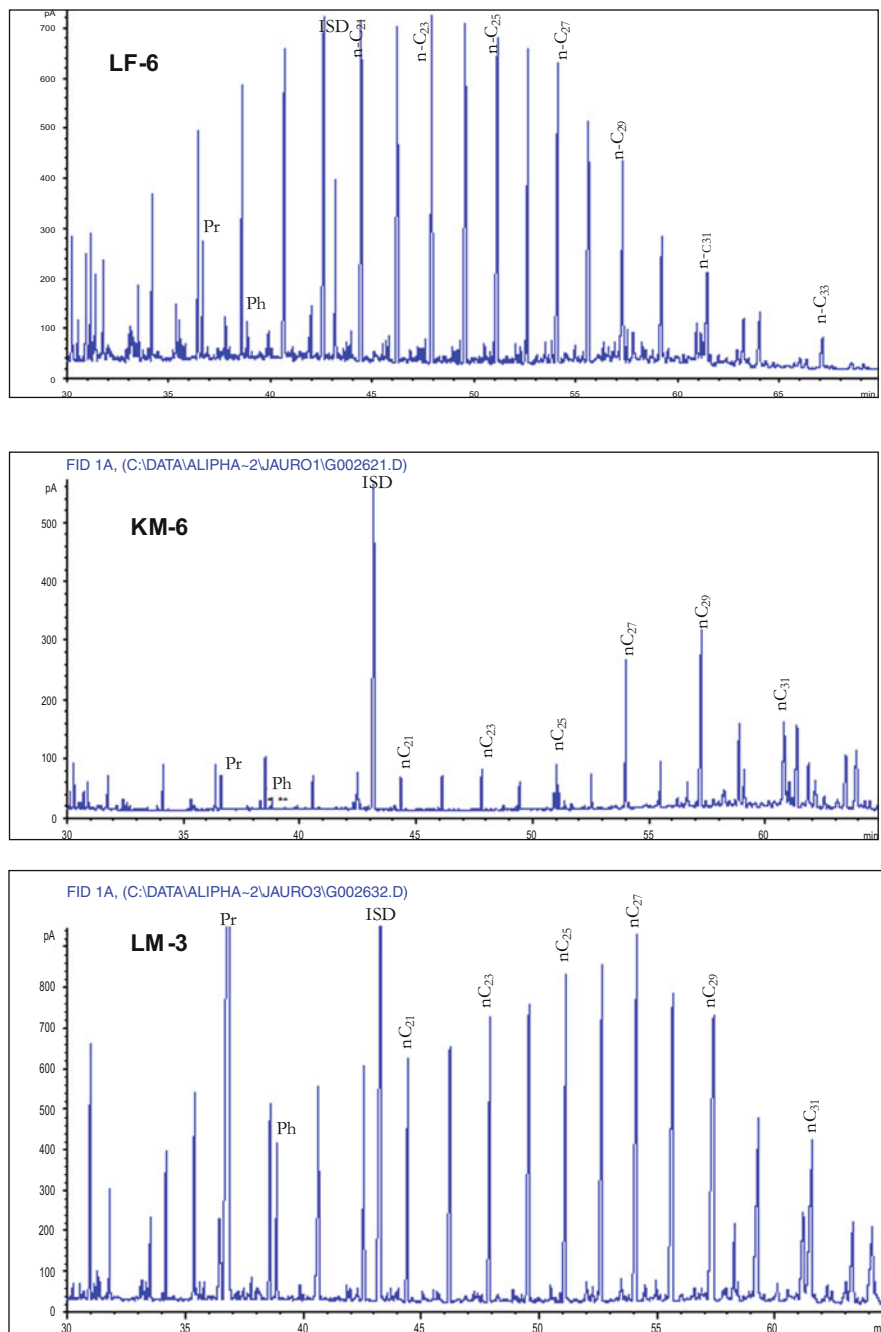 pA
ISD
n-C₂₁
n-C₂₃
n-C₂₅
n-C₂₇
LF-6
700
600
500
400
300
200
100
0
Pr
Ph
n-C₂₉
n-C31
n-C₃₃
30 35 40 45 50 55 60 65 min
FID 1A, (C:\DATA\ALIPHA~2\JAURO1\G002621.D)
pA
ISD
KM-6
500
400
300
200
100
0
Pr
Ph
nC₂₁
nC₂₃
nC₂₅
nC₂₇
nC₂₉
nC₃₁
30 35 40 45 50 55 60 min
FID 1A, (C:\DATA\ALIPHA~2\JAURO3\G002632.D)
Pr
ISD
pA
LM -3
800
700
600
500
400
300
200
100
0
Ph
nC₂₁
nC₂₃
nC₂₅
nC₂₇
nC₂₉
nC₃₁
30 35 40 45 50 55 60 m